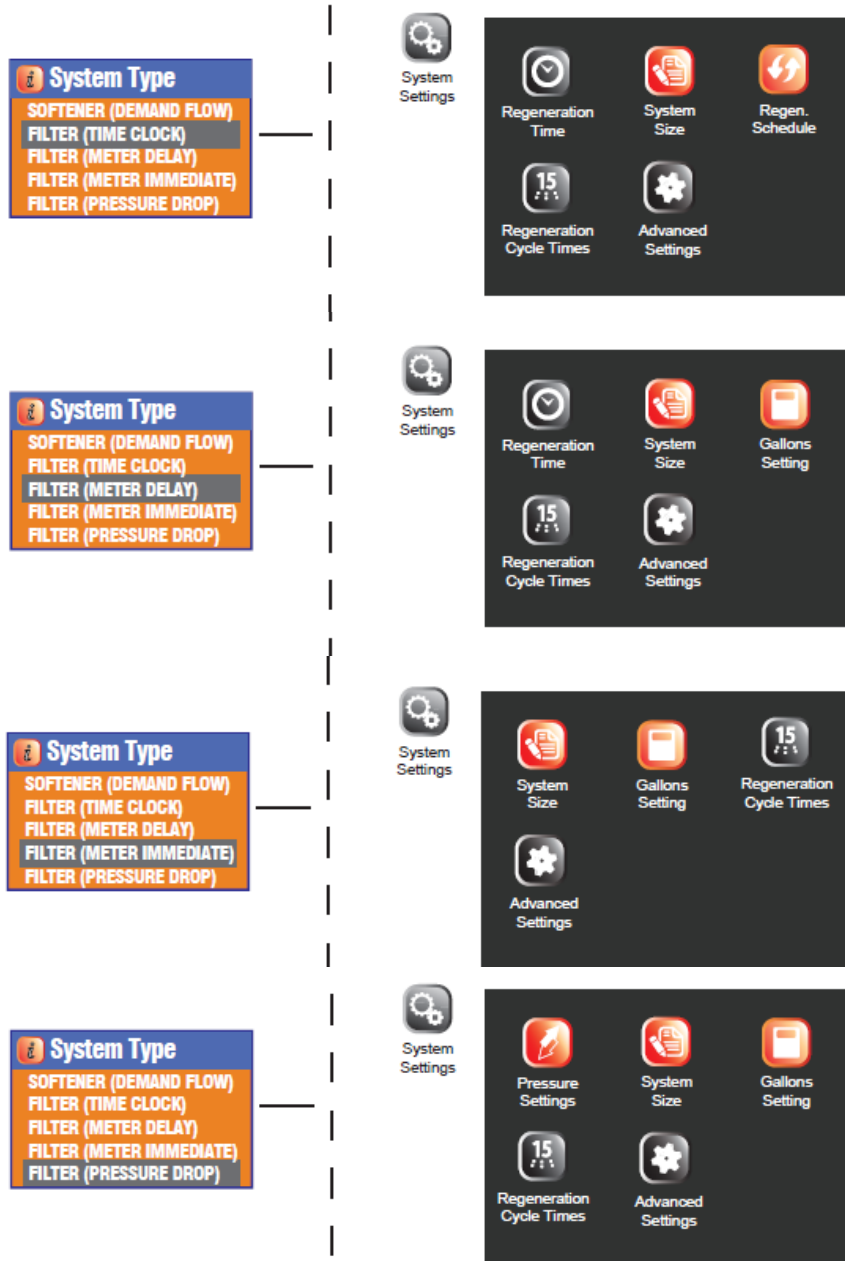 System Type
SOFTENER (DEMAND FLOW)
FILTER (TIME CLOCK)
FILTER (METER DELAY)
FILTER (METER IMMEDIATE)
FILTER (PRESSURE DROP)
System
Settings
Regeneration
Time
System
Size
Regen.
Schedule
15
Regeneration
Cycle Times
Advanced
Settings
System Type
SOFTENER (DEMAND FLOW)
FILTER (TIME CLOCK)
FILTER (METER DELAY)
FILTER (METER IMMEDIATE)
FILTER (PRESSURE DROP)
System
Settings
Regeneration
Time
System
Size
Gallons
Setting
15
Regeneration
Cycle Times
Advanced
Settings
System Type
SOFTENER (DEMAND FLOW)
FILTER (TIME CLOCK)
FILTER (METER DELAY)
FILTER (METER IMMEDIATE)
FILTER (PRESSURE DROP)
System
Settings
System
Size
Gallons
Setting
15
Regeneration
Cycle Times
Advanced
Settings
System Type
SOFTENER (DEMAND FLOW)
FILTER (TIME CLOCK)
FILTER (METER DELAY)
FILTER (METER IMMEDIATE)
FILTER (PRESSURE DROP)
System
Settings
Pressure
Settings
System
Size
Gallons
Setting
15
Regeneration
Cycle Times
Advanced
Settings